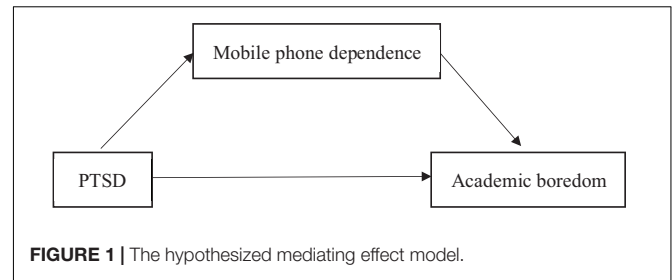 Mobile phone dependence
PTSD
Academic boredom
FIGURE 1 | The hypothesized mediating effect model.